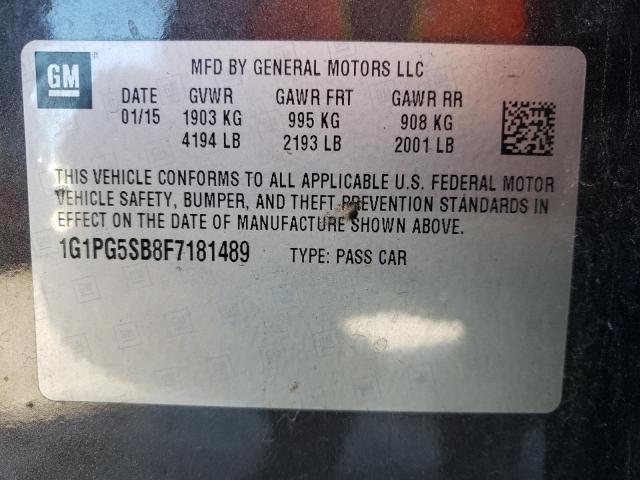 GM
MFD BY GENERAL MOTORS LLC
DATE GVWR GAWR FRT GAWR RR
01/15 1903 KG 995 KG 908 KG
4194 LB 2193 LB 2001 LB
THIS VEHICLE CONFORMS TO ALL APPLICABLE U.S. FEDERAL MOTOR
VEHICLE SAFETY, BUMPER, AND THEFT PREVENTION STANDARDS IN
EFFECT ON THE DATE OF MANUFACTURE SHOWN ABOVE.
1G1PG5SB8F7181489 TYPE: PASS CAR